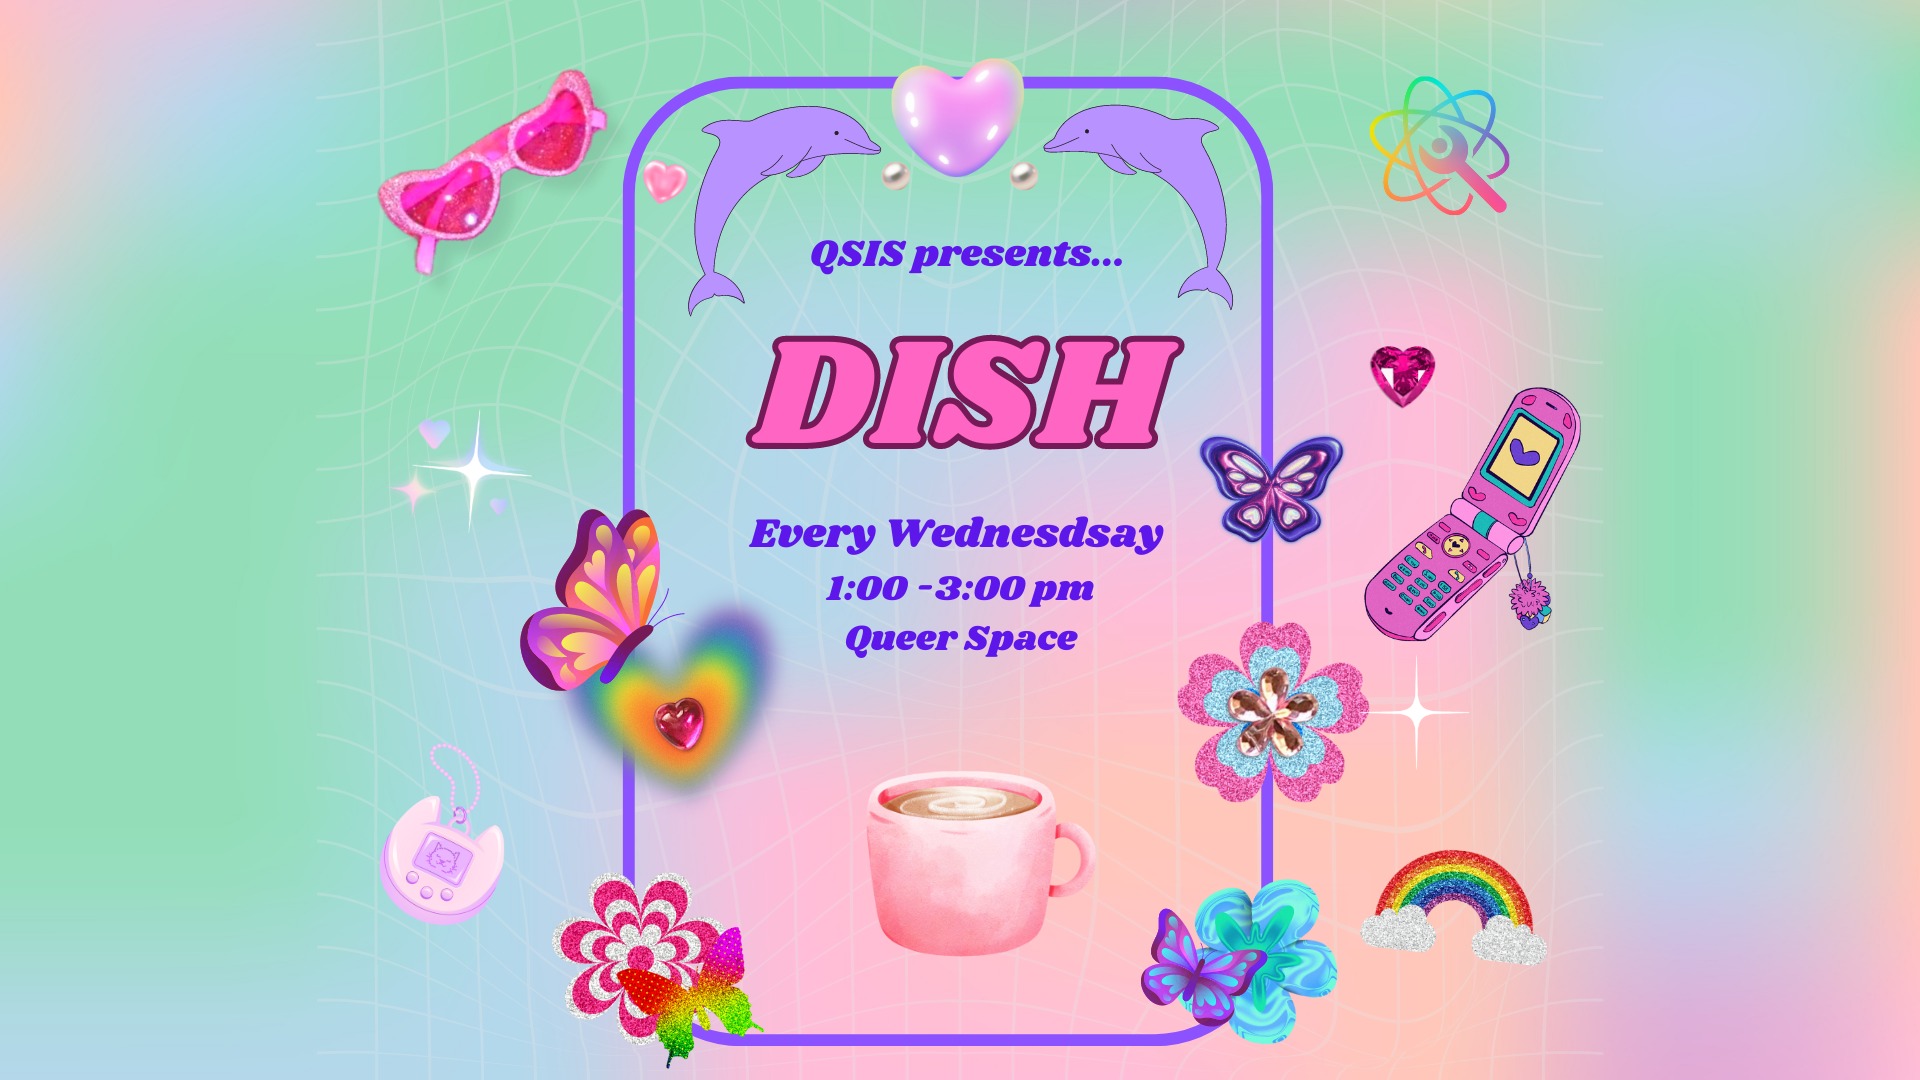 QSIS presents...
DISH
Every Wednesdsay
1:00 -3:00 pm
Queer Space